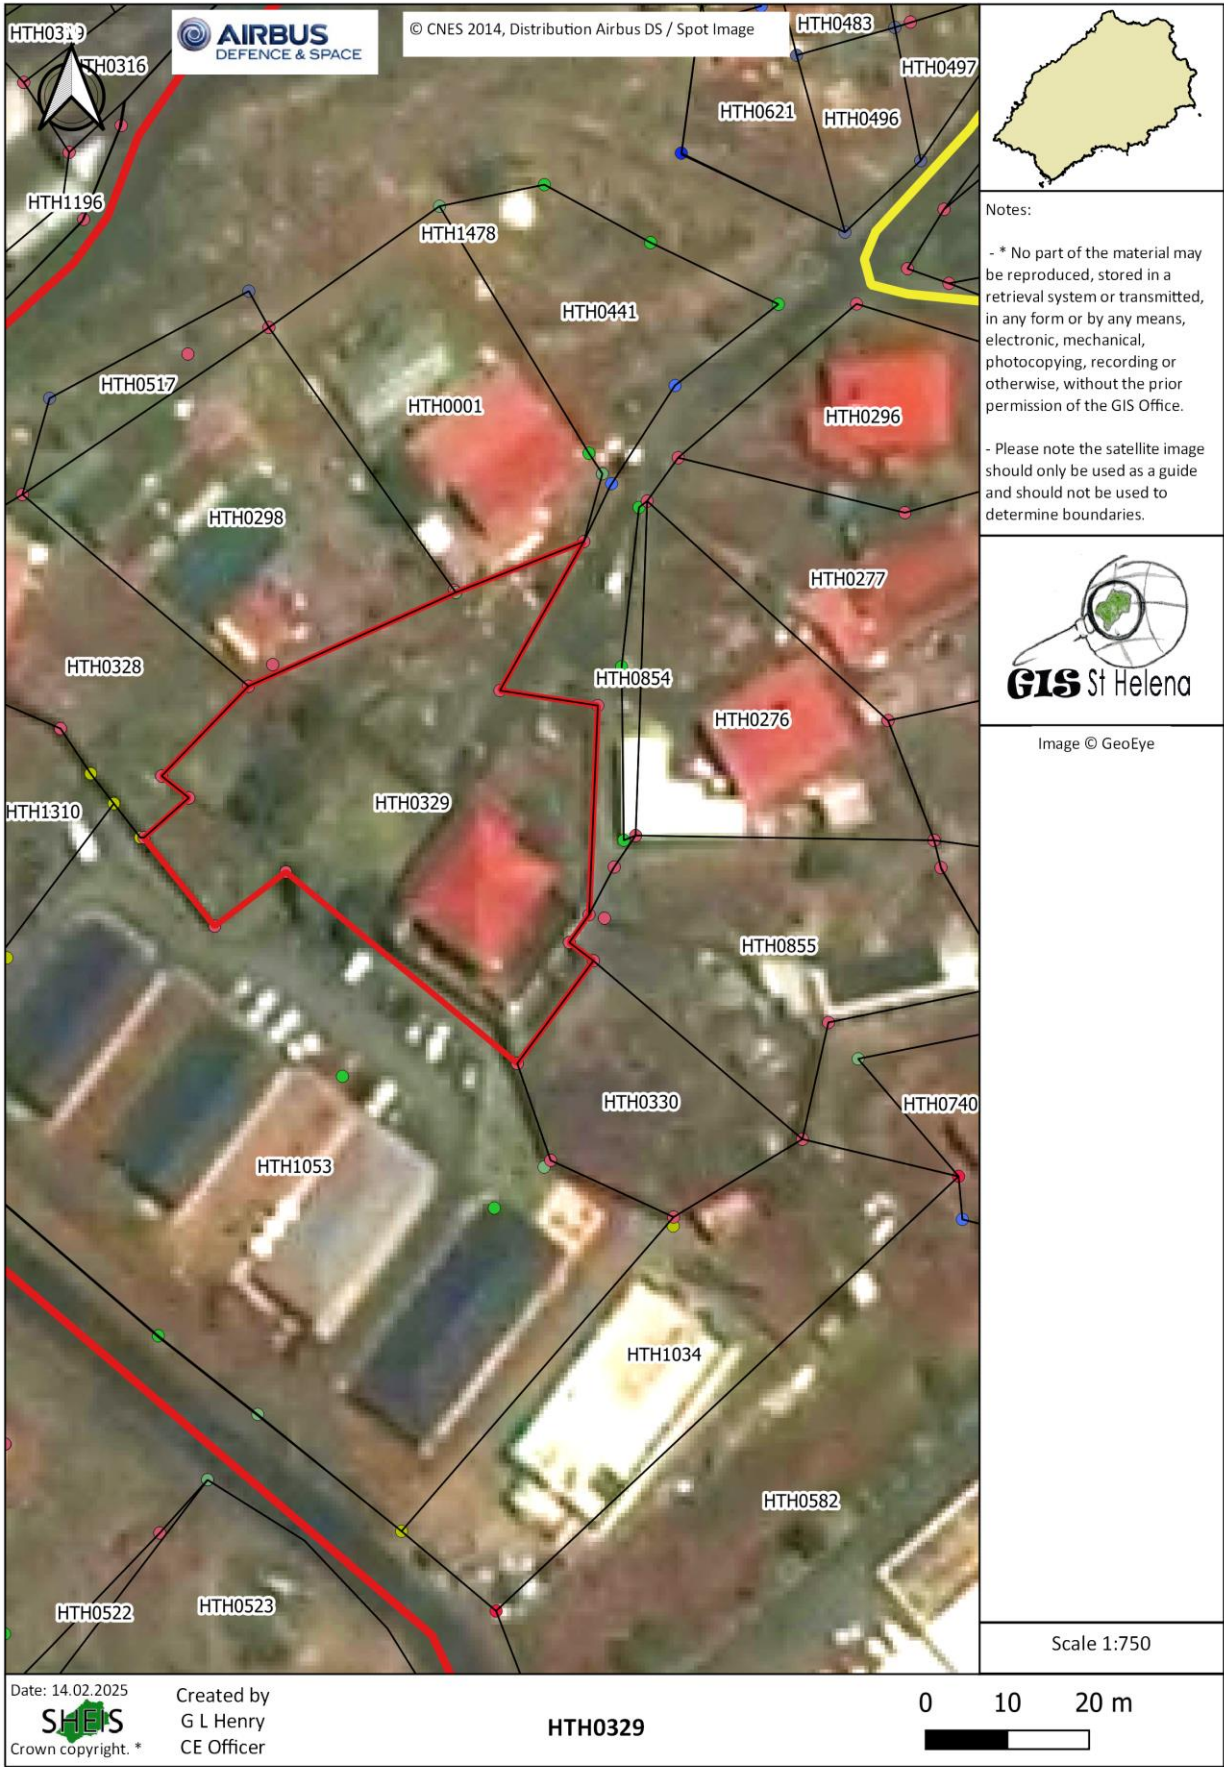 HTH0319
HTH0316
AIRBUS
DEFENCE & SPACE
© CNES 2014, Distribution Airbus DS / Spot Image
HTH0483
HTH0497
HTH0621
HTH0496
HTH1196
HTH1478
HTH0441
HTH0517
HTH0001
HTH0296
HTH0298
HTH0277
HTH0328
HTH0854
HTH0276
HTH0329
HTH1310
HTH0855
HTH0330
HTH0740
HTH1053
HTH1034
HTH0582
HTH0522
HTH0523
Notes:
- * No part of the material may
be reproduced, stored in a
retrieval system or transmitted,
in any form or by any means,
electronic, mechanical,
photocopying, recording or
otherwise, without the prior
permission of the GIS Office.
- Please note the satellite image
should only be used as a guide
and should not be used to
determine boundaries.
GIS St Helena
Image © GeoEye
Scale 1:750
Date: 14.02.2025
SHEIS
Crown copyright. *
Created by
G L Henry
CE Officer
HTH0329
0 10 20 m